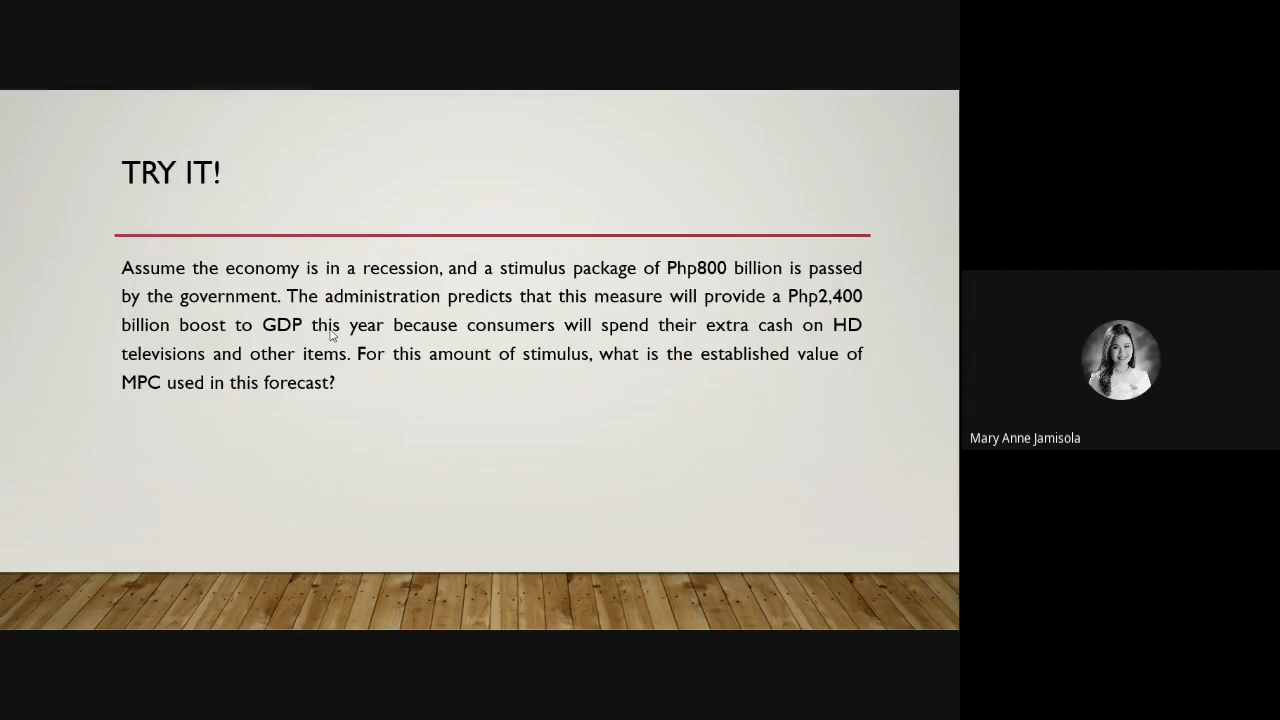 TRY IT!
Assume the economy is in a recession, and a stimulus package of Php800 billion is passed
by the government. The administration predicts that this measure will provide a Php2,400
billion boost to GDP this year because consumers will spend their extra cash on HD
televisions and other items. For this amount of stimulus, what is the established value of
MPC used in this forecast?
Mary Anne Jamisola